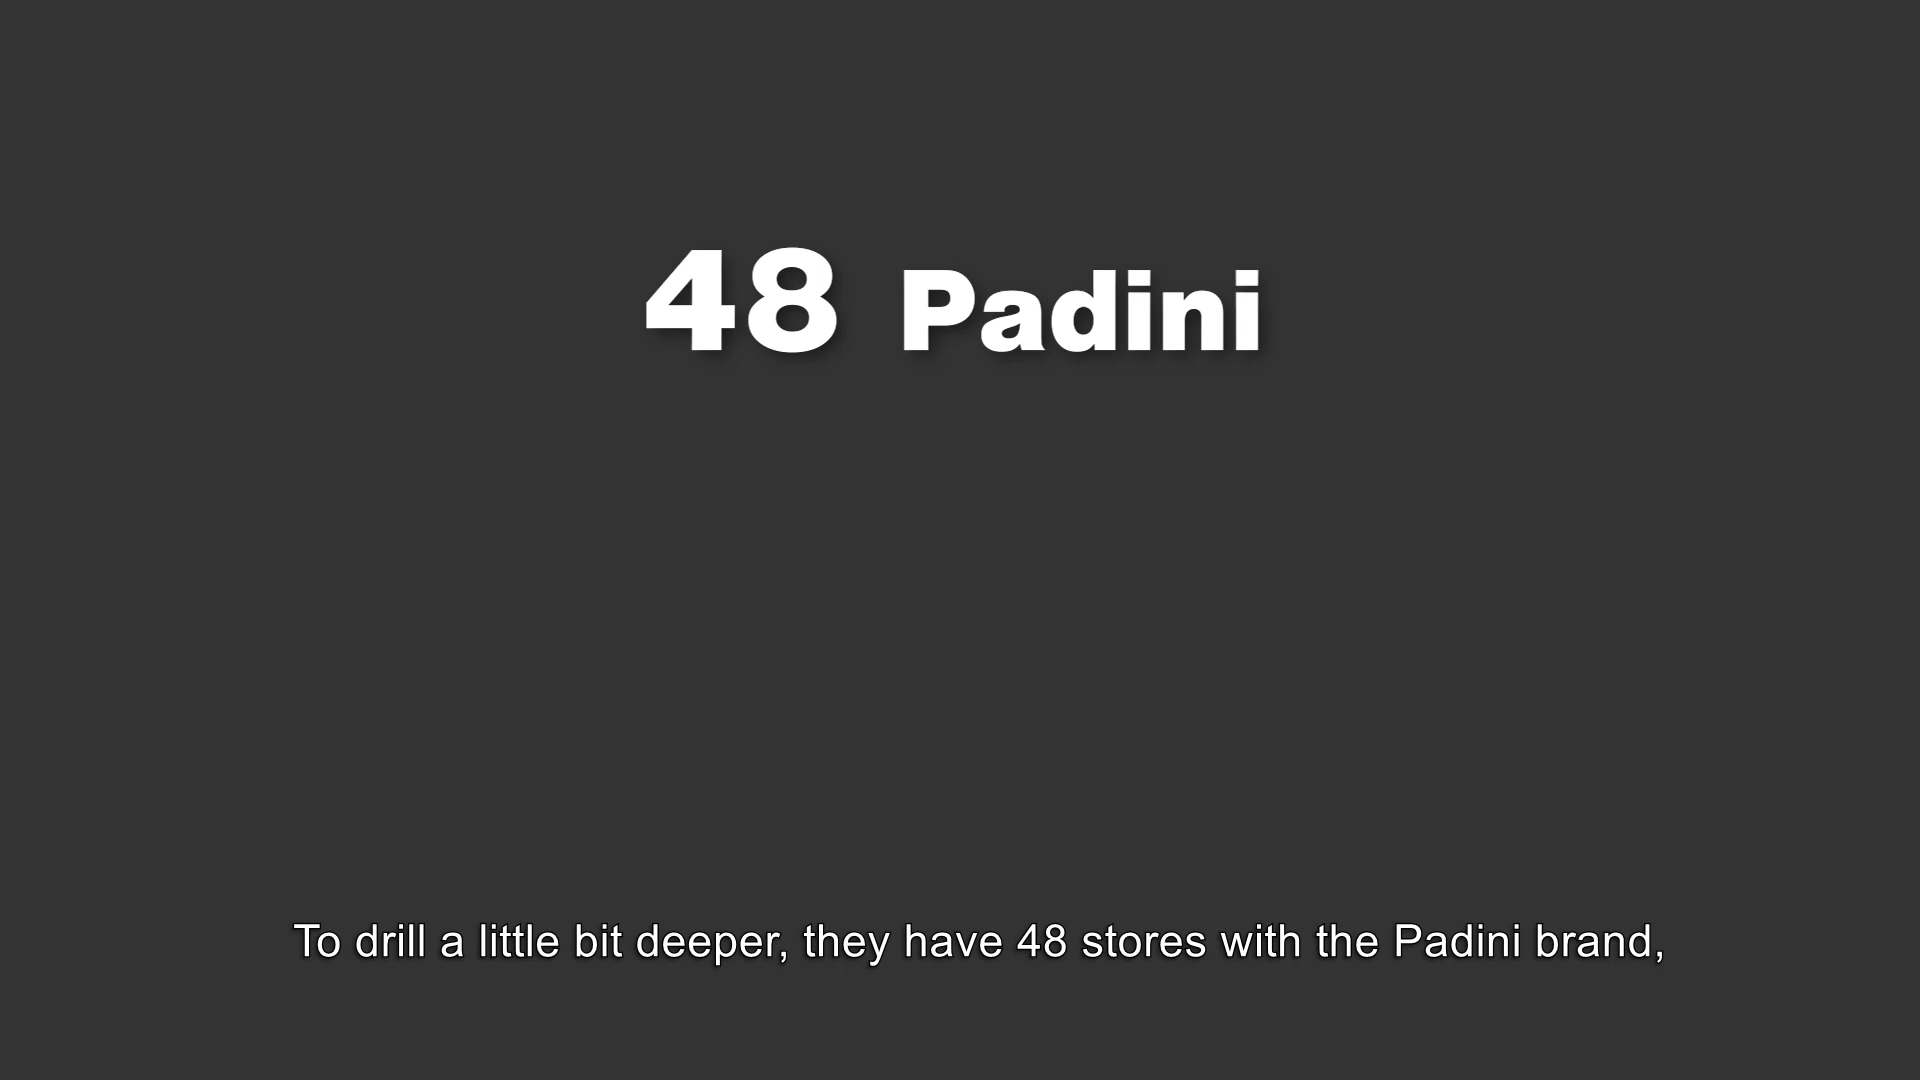 48 Padini
To drill a little bit deeper, they have 48 stores with the Padini brand,